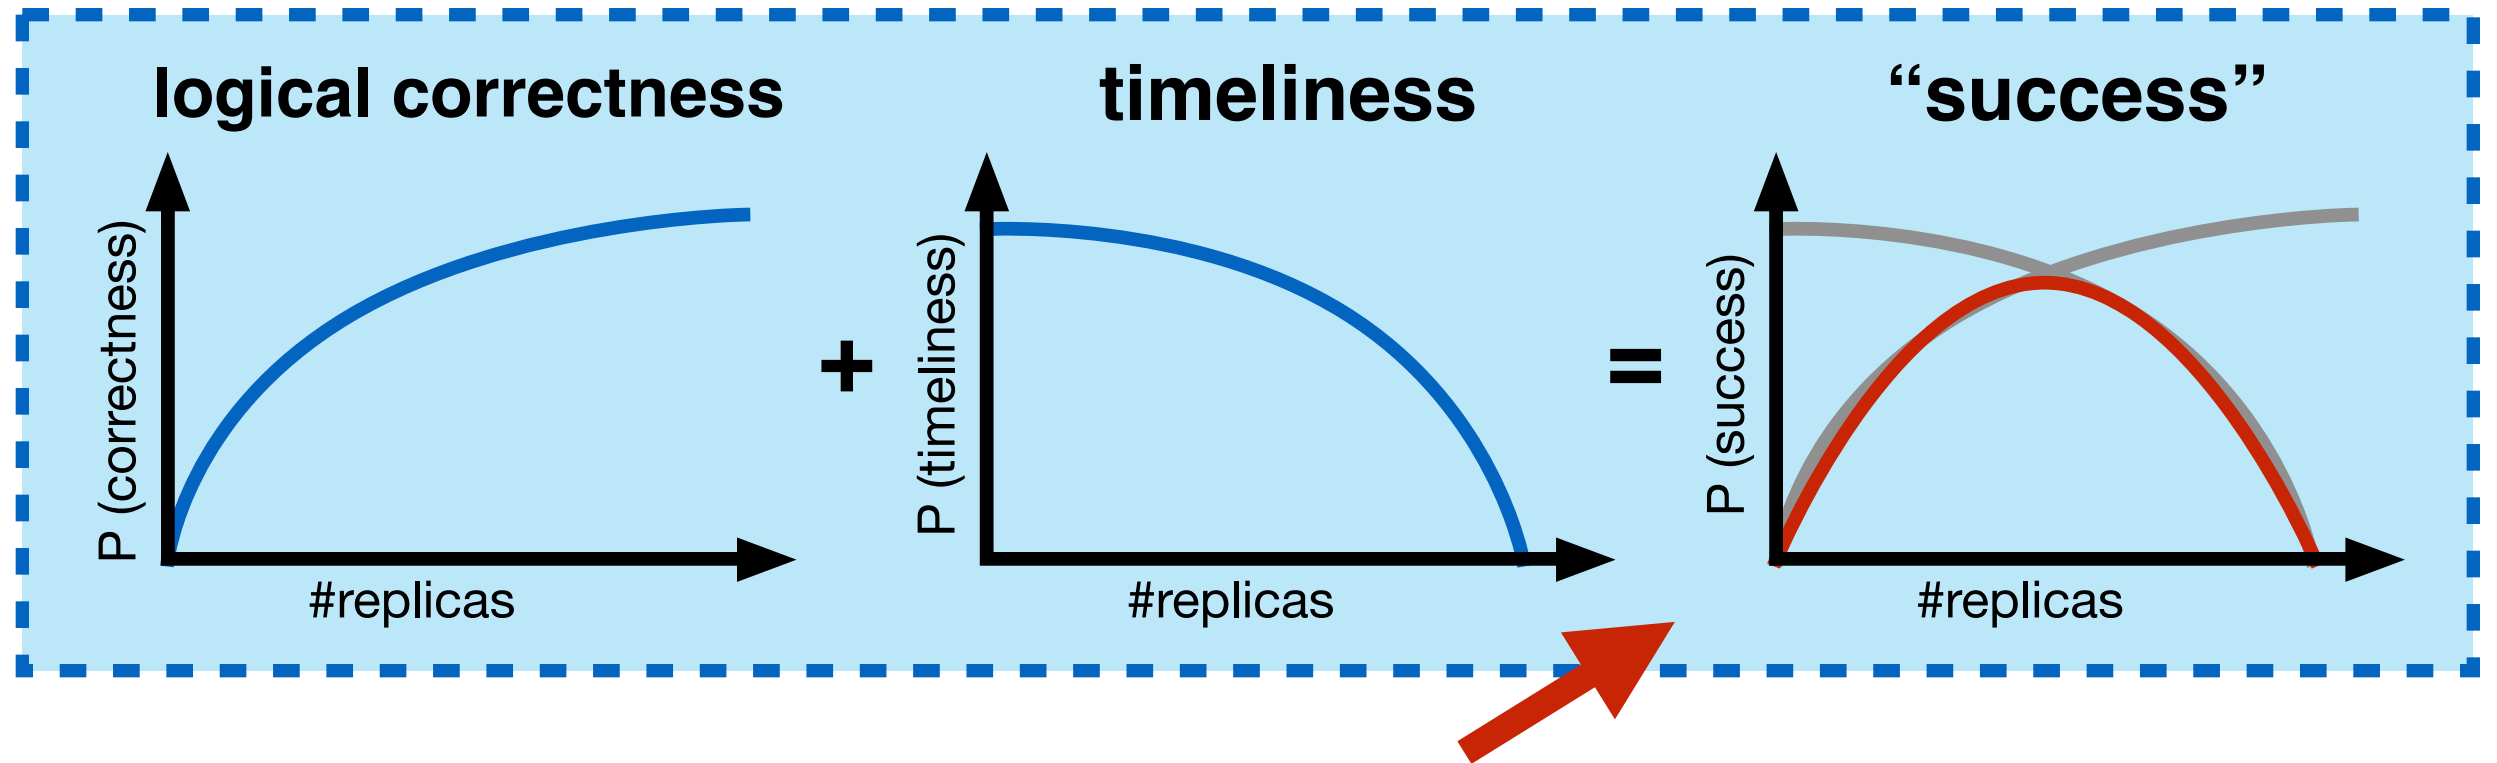 logical correctness
timeliness
“success”
P (correctness)
+
P (timeliness)
=
P (success)
#replicas
#replicas
#replicas